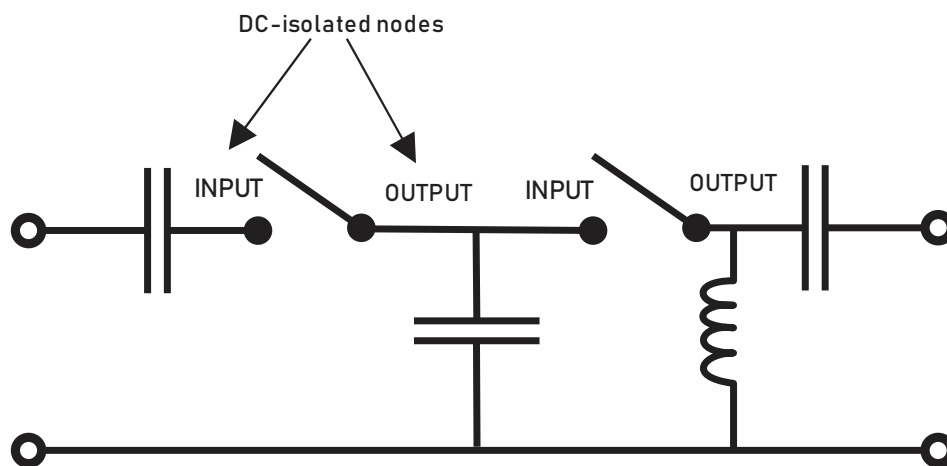 DC-isolated nodes
INPUT
OUTPUT
INPUT
OUTPUT